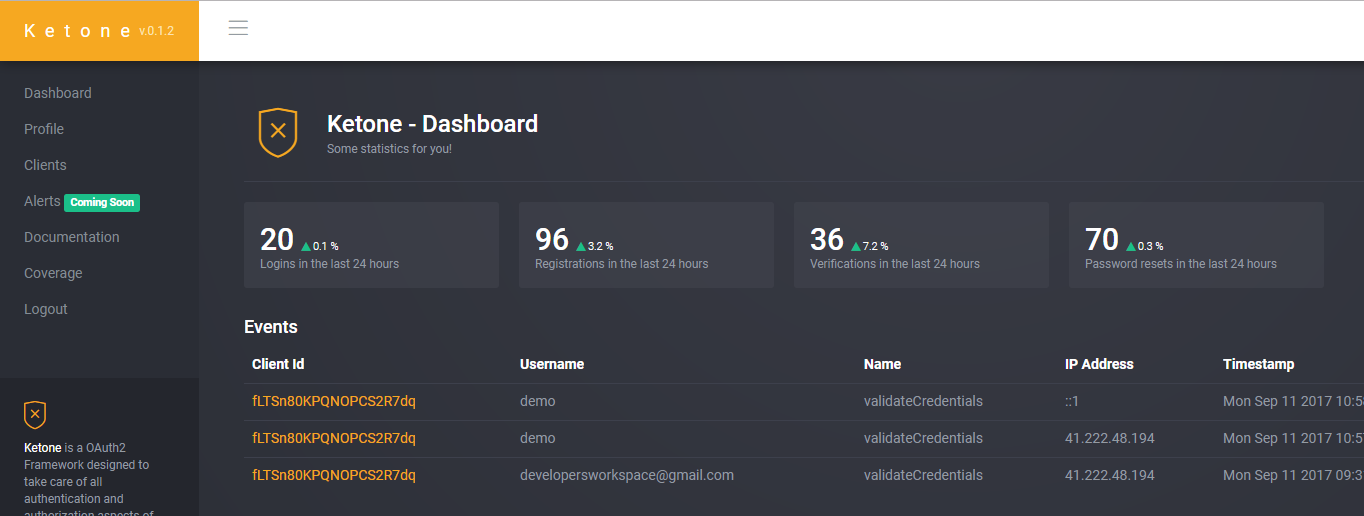 Ketone v.0.1.2
Dashboard
Profile
Clients
Alerts Coming Soon
Documentation
Coverage
Logout
Ketone is a OAuth2
Framework designed to
take care of all
authentication and
authorization aspects of
Ketone - Dashboard
Some statistics for you!
20 0.1 %
Logins in the last 24 hours
96 3.2 %
Registrations in the last 24 hours
36 7.2 %
Verifications in the last 24 hours
70 0.3 %
Password resets in the last 24 hours
Events
Client Id Username Name IP Address Timestamp
fLTSn80KPQNOPCS2R7dq demo validateCredentials ::1 Mon Sep 11 2017 10:5
fLTSn80KPQNOPCS2R7dq demo validateCredentials 41.222.48.194 Mon Sep 11 2017 10:5
fLTSn80KPQNOPCS2R7dq developersworkspace@gmail.com validateCredentials 41.222.48.194 Mon Sep 11 2017 09:3